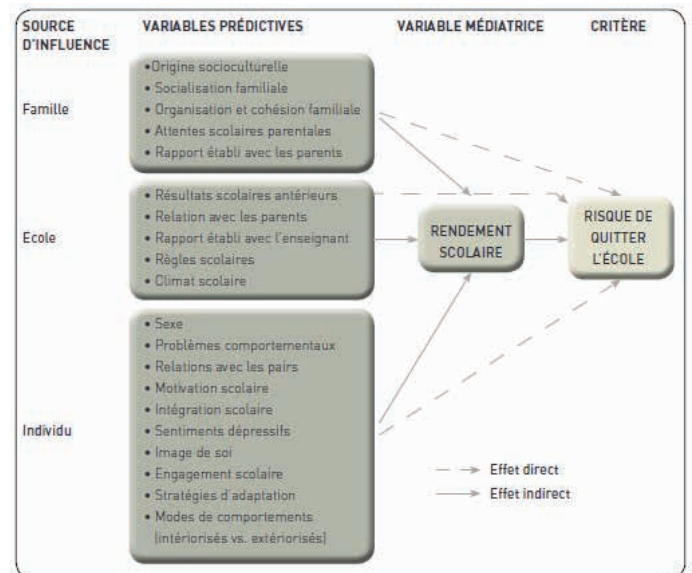 SOURCE D'INFLUENCE
VARIABLES PRÉDICTIVES
VARIABLE MÉDIATRICE
CRITÈRE
Famille
•Origine socioculturelle
• Socialisation familiale
• Organisation et cohésion familiale
• Attentes scolaires parentales
• Rapport établi avec les parents
Ecole
• Résultats scolaires antérieurs
• Relation avec les parents
• Rapport établi avec l'enseignant
• Règles scolaires
• Climat scolaire
RENDEMENT
SCOLAIRE
RISQUE DE
QUITTER
L'ÉCOLE
Individu
• Sexe
• Problèmes comportementaux
• Relations avec les pairs
• Motivation scolaire
• Intégration scolaire
• Sentiments dépressifs
• Image de soi
• Engagement scolaire
• Stratégies d'adaptation
• Modes de comportements
(intériorisés vs. extériorisés)
Effet direct
Effet indirect